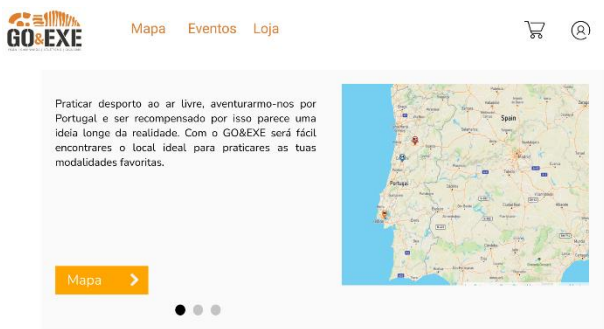 GO&EXE
Mapa
Eventos
Loja
Praticar desporto ao ar livre, aventurarmo-nos por
Portugal e ser recompensado por isso parece uma
ideia longe da realidade. Com o GO&EXE será fácil
encontrares o local ideal para praticares as tuas
modalidades favoritas.
Spain
Madrid
Portugal
Mapa